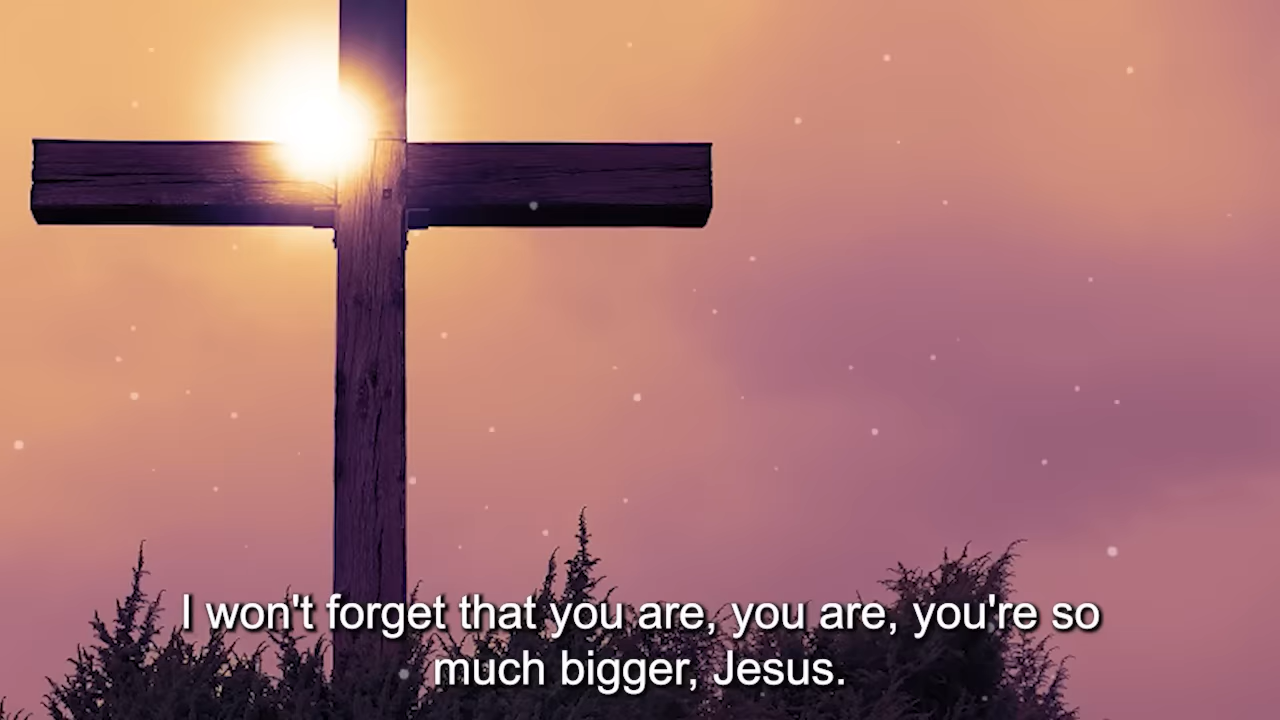 I won't forget that you are, you are, you're so
much bigger, Jesus.